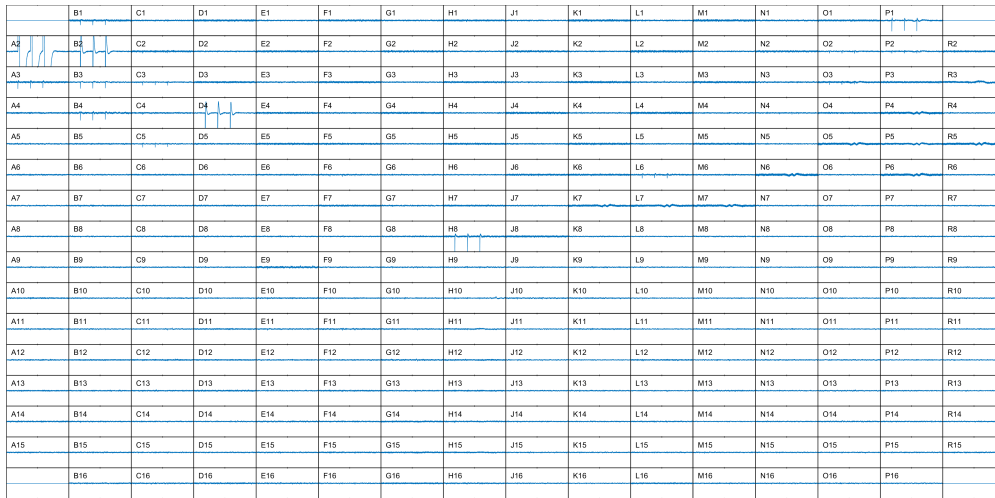 B1 C1 D1 E1 F1 G1 H1 J1 K1 L1 M1 N1 O1 P1
A2 B2 C2 D2 E2 F2 G2 H2 J2 K2 L2 M2 N2 O2 P2 R2
A3 B3 C3 D3 E3 F3 G3 H3 J3 K3 L3 M3 N3 O3 P3 R3
A4 B4 C4 D4 E4 F4 G4 H4 J4 K4 L4 M4 N4 O4 P4 R4
A5 B5 C5 D5 E5 F5 G5 H5 J5 K5 L5 M5 N5 O5 P5 R5
A6 B6 C6 D6 E6 F6 G6 H6 J6 K6 L6 M6 N6 O6 P6 R6
A7 B7 C7 D7 E7 F7 G7 H7 J7 K7 L7 M7 N7 O7 P7 R7
A8 B8 C8 D8 E8 F8 G8 H8 J8 K8 L8 M8 N8 O8 P8 R8
A9 B9 C9 D9 E9 F9 G9 H9 J9 K9 L9 M9 N9 O9 P9 R9
A10 B10 C10 D10 E10 F10 G10 H10 J10 K10 L10 M10 N10 O10 P10 R10
A11 B11 C11 D11 E11 F11 G11 H11 J11 K11 L11 M11 N11 O11 P11 R11
A12 B12 C12 D12 E12 F12 G12 H12 J12 K12 L12 M12 N12 O12 P12 R12
A13 B13 C13 D13 E13 F13 G13 H13 J13 K13 L13 M13 N13 O13 P13 R13
A14 B14 C14 D14 E14 F14 G14 H14 J14 K14 L14 M14 N14 O14 P14 R14
A15 B15 C15 D15 E15 F15 G15 H15 J15 K15 L15 M15 N15 O15 P15 R15
B16 C16 D16 E16 F16 G16 H16 J16 K16 L16 M16 N16 O16 P16